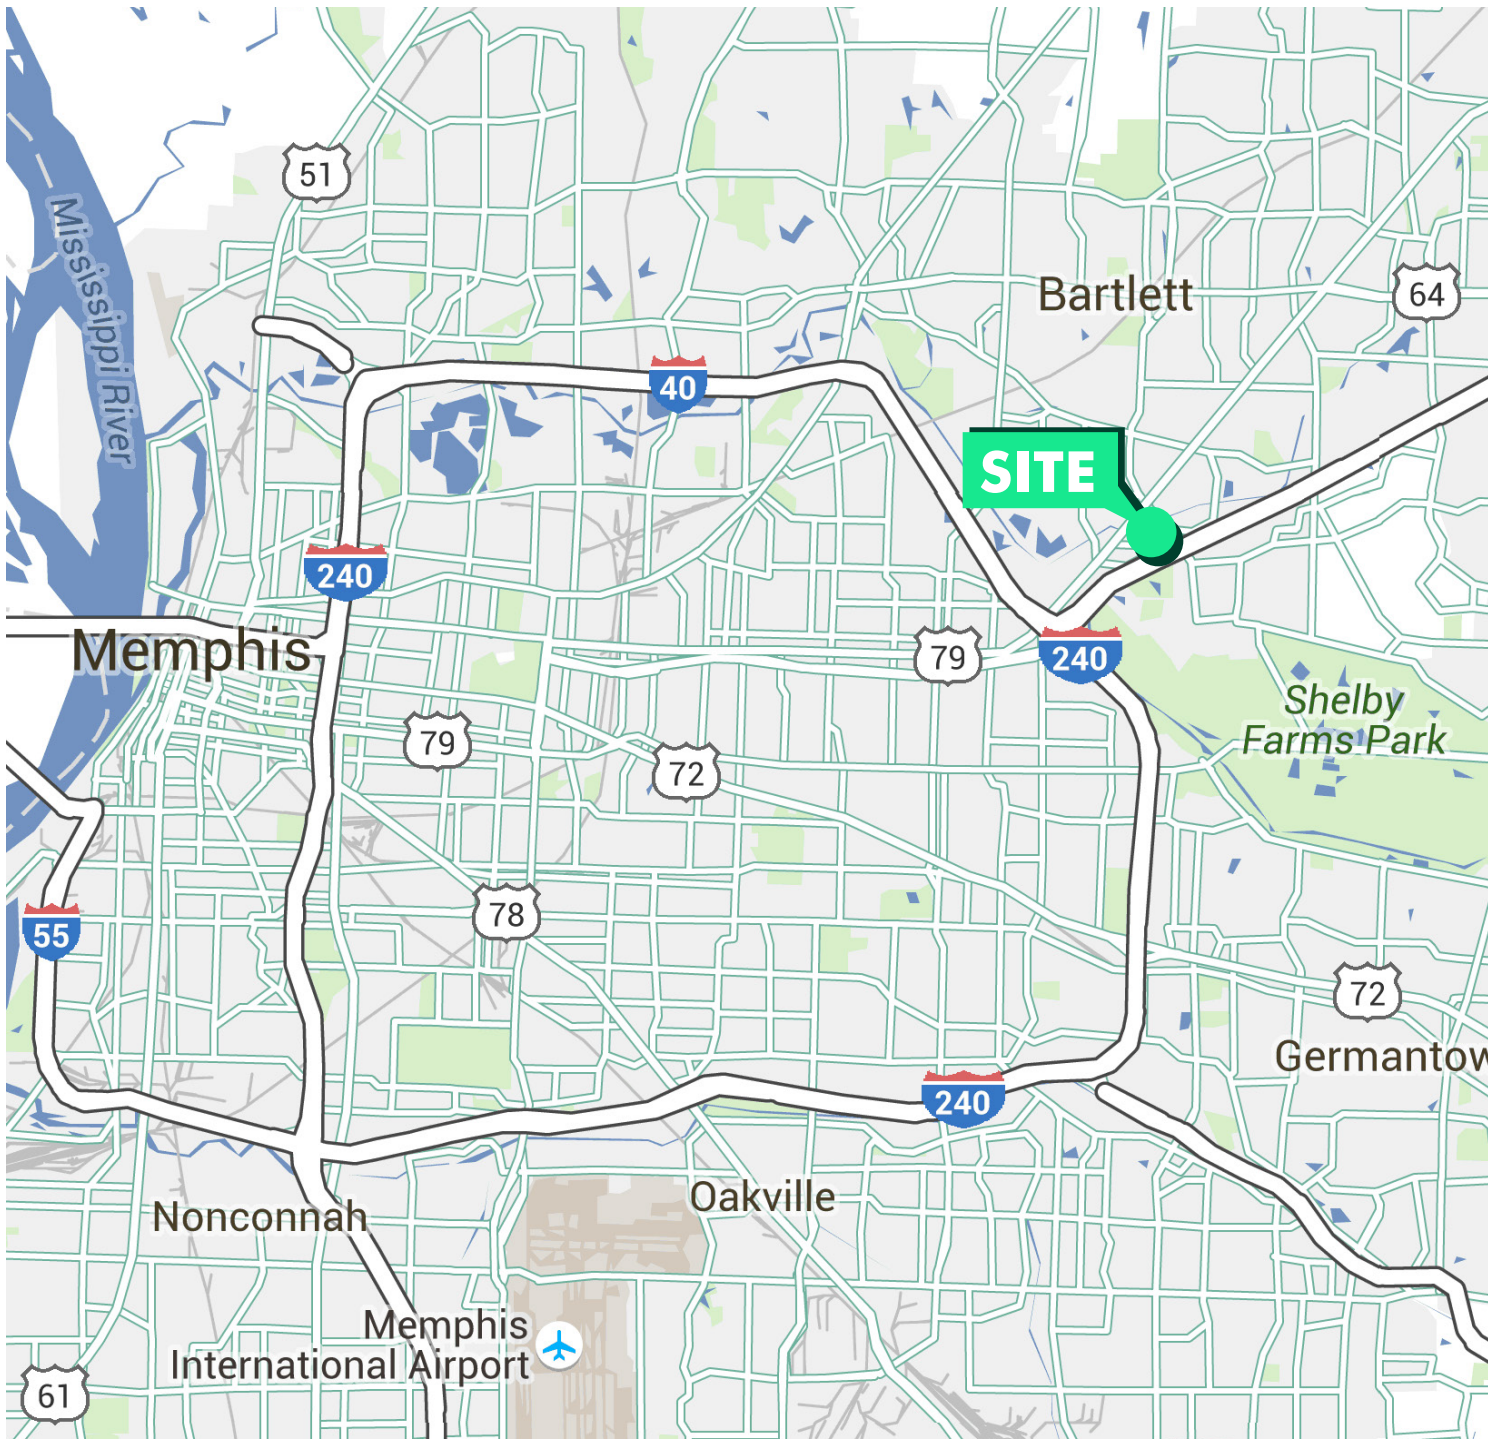 51
Mississippi River
Bartlett
64
40
SITE
240
Memphis
79
240
Shelby
Farms Park
79
72
78
55
72
Germantow
240
Oakville
Nonconnah
Memphis
International Airport
61